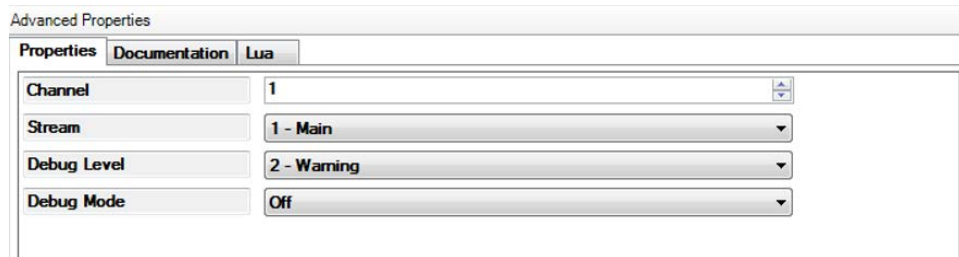 Advanced Properties
Properties Documentation Lua
Channel 1
Stream 1 - Main
Debug Level 2 - Warning
Debug Mode Off